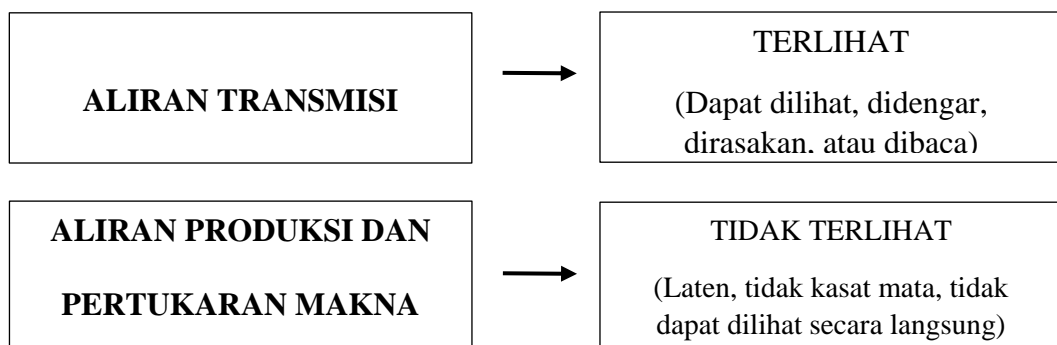 ALIRAN TRANSMISI
TERLIHAT
(Dapat dilihat, didengar,
dirasakan, atau dibaca)
ALIRAN PRODUKSI DAN
PERTUKARAN MAKNA
TIDAK TERLIHAT
(Laten, tidak kasat mata, tidak
dapat dilihat secara langsung)